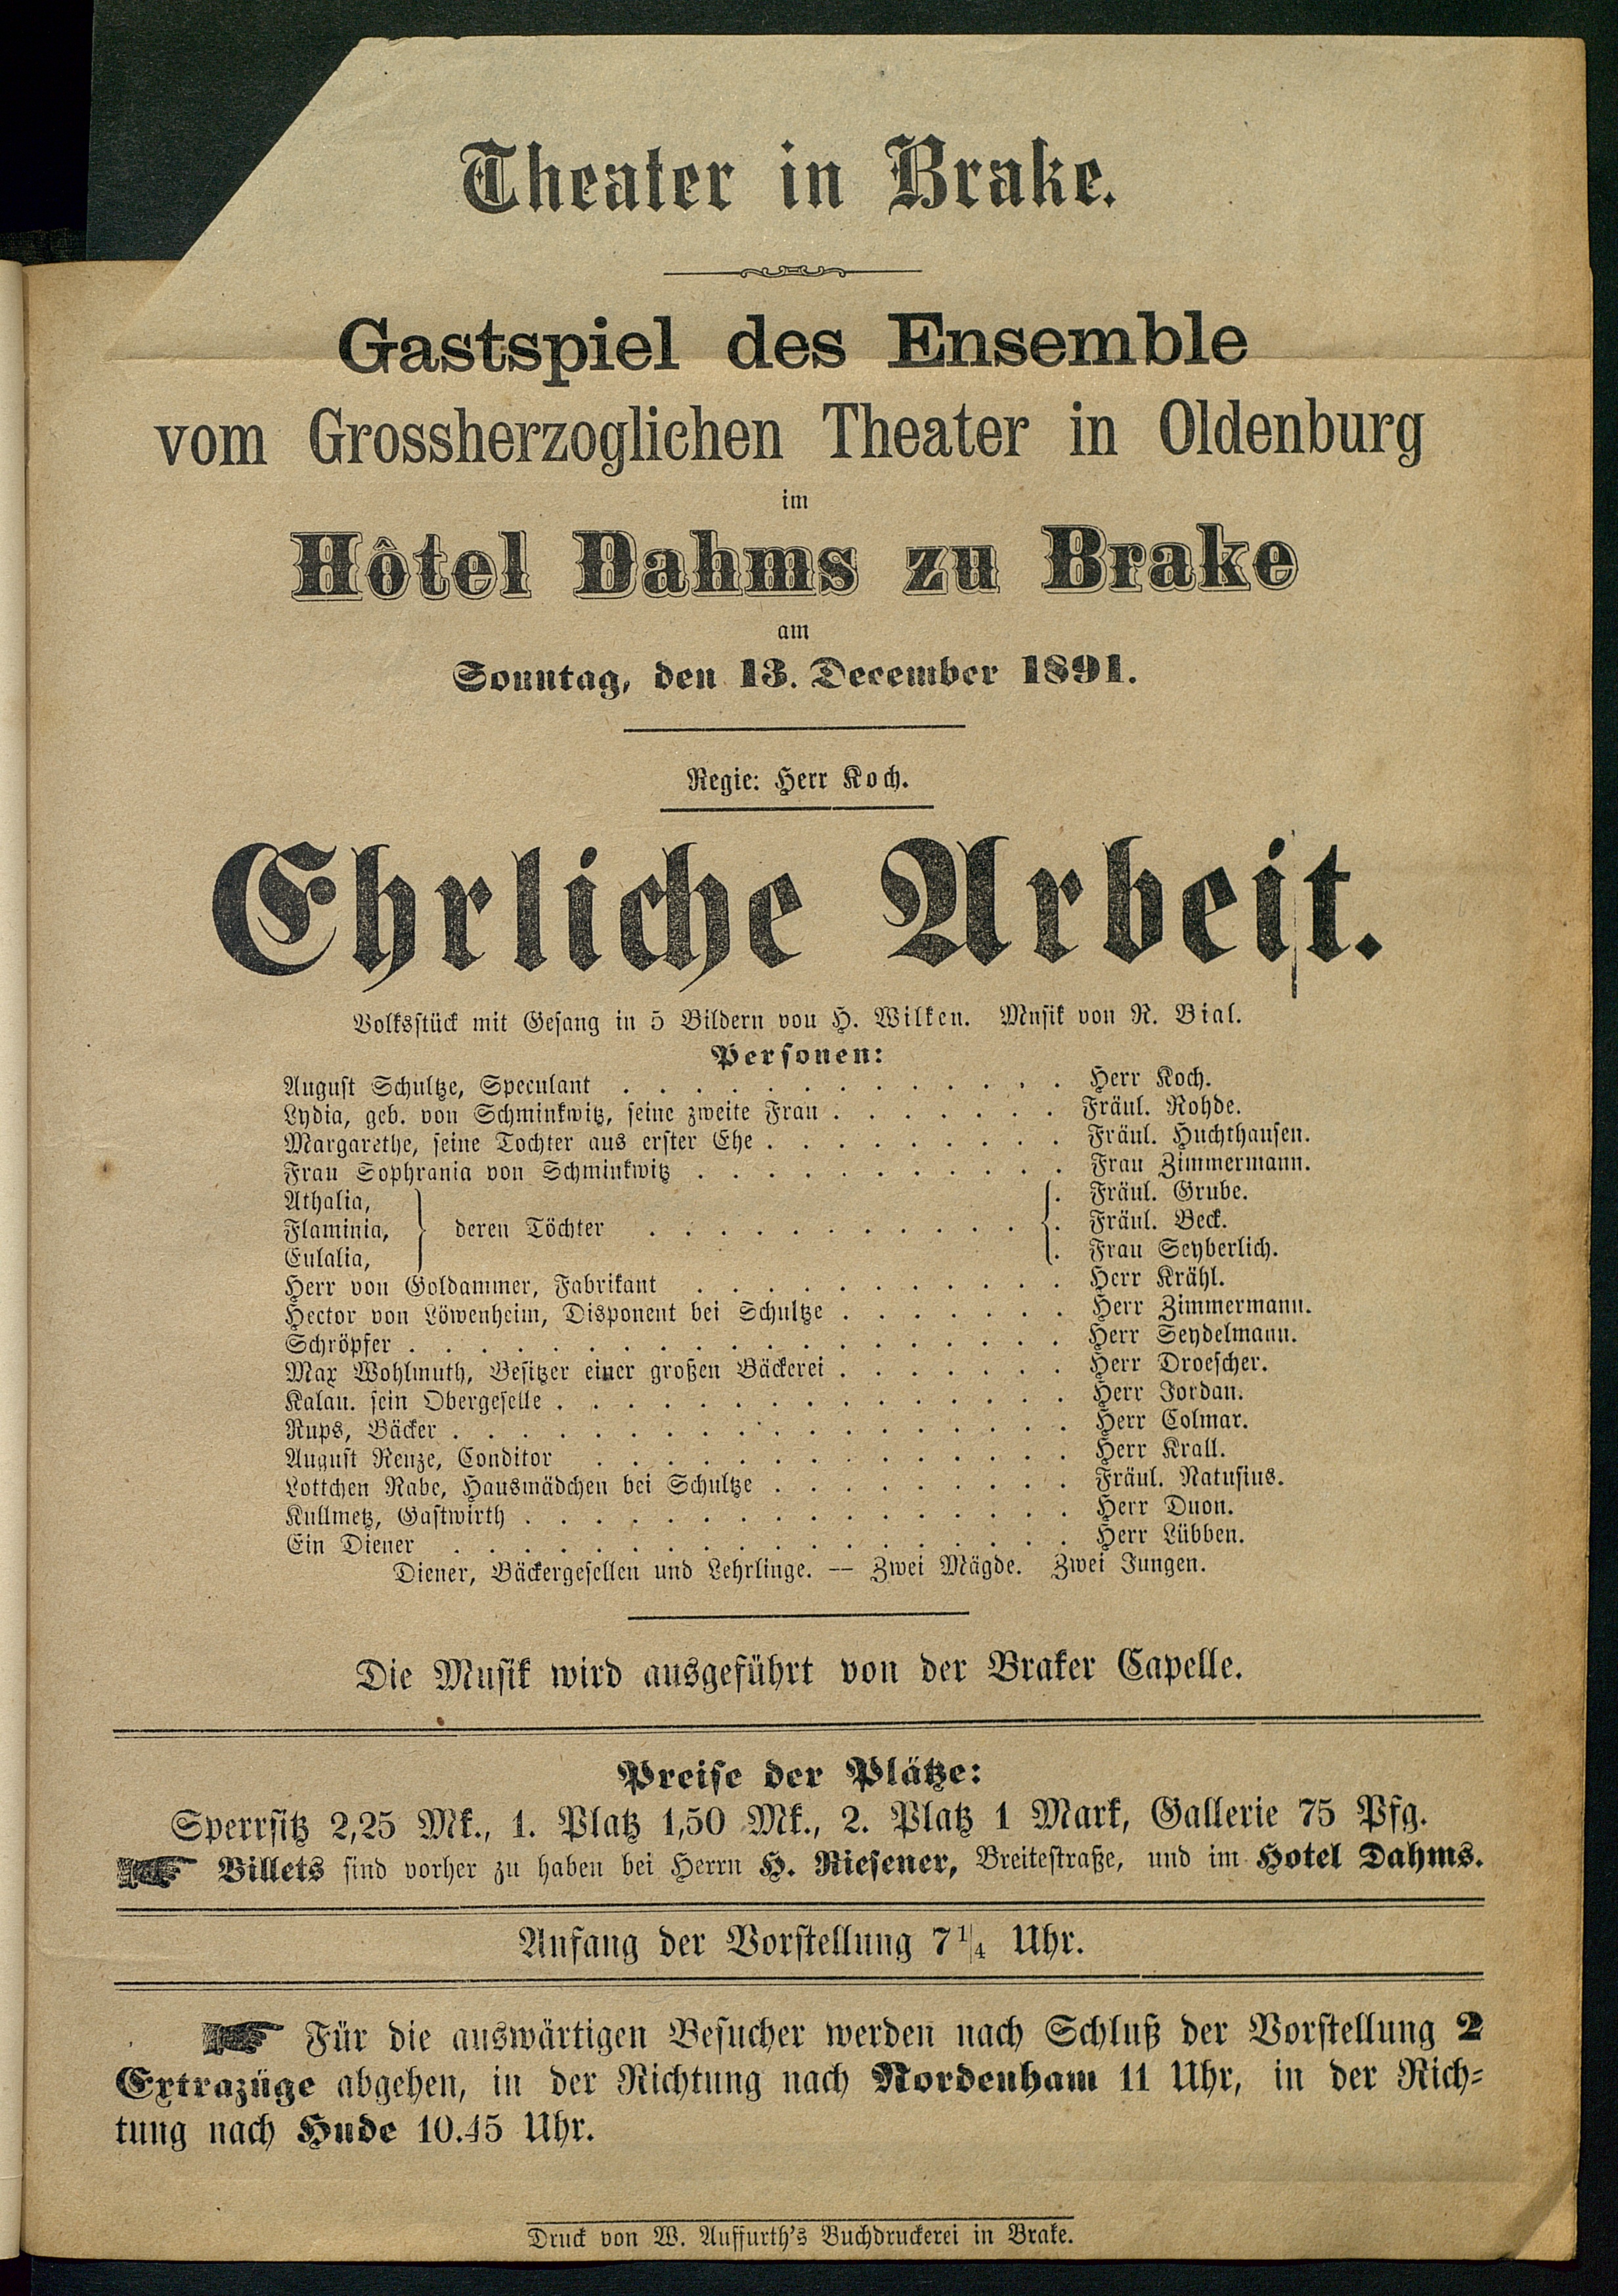 Theater in Brake.
Gastspiel des Ensemble
vom Grossherzoglichen Theater in Oldenburg
im
Hôtel Dahms zu Brake
am
Sonntag, den 13. December 1891.
Regie: Herr Koch.
Ehrliche Arbeit.
Volksstück mit Gesang in 5 Bildern von H. Wilken. Musik von R. Bial.
Personen:
August Schultze, Speculant . . . . . . . . . . . . . Herr Koch.
Lydia, geb. von Schminkwitz, seine zweite Frau . . . . . . . Fräul. Rohde.
Margarethe, seine Tochter aus erster Ehe . . . . . . . . . Fräul. Huchthausen.
Frau Sophrania von Schminkwitz . . . . . . . . . . . Frau Zimmermann.
Athalia, . Fräul. Grube.
Flaminia, } deren Töchter . . . . . . . . . . . { . Fräul. Beck.
Eulalia, . Frau Seyberlich.
Herr von Goldammer, Fabrikant . . . . . . . . . . . Herr Krähl.
Hector von Löwenheim, Disponent bei Schultze . . . . . . . Herr Zimmermann.
Schröpfer . . . . . . . . . . . . . . . . . . . Herr Seydelmann.
Max Wohlmuth, Besitzer einer großen Bäckerei . . . . . . . Herr Droescher.
Kalau. sein Obergeselle . . . . . . . . . . . . . . . Herr Jordan.
Rups, Bäcker . . . . . . . . . . . . . . . . . . Herr Colmar.
August Renze, Conditor . . . . . . . . . . . . . . Herr Krall.
Lottchen Rabe, Hausmädchen bei Schultze . . . . . . . . . Fräul. Natusius.
Kullmetz, Gastwirth . . . . . . . . . . . . . . . . Herr Duon.
Ein Diener . . . . . . . . . . . . . . . . . . Herr Lübben.
Diener, Bäckergesellen und Lehrlinge. — Zwei Mägde. Zwei Jungen.
Die Musik wird ausgeführt von der Braker Capelle.
Preise der Plätze:
Sperrsitz 2,25 Mk., 1. Platz 1,50 Mk., 2. Platz 1 Mark, Gallerie 75 Pfg.
Billets sind vorher zu haben bei Herrn H. Riesener, Breitestraße, und im Hotel Dahms.
Anfang der Vorstellung 7 1/4 Uhr.
Für die auswärtigen Besucher werden nach Schluß der Vorstellung 2
Extrazüge abgehen, in der Richtung nach Nordenham 11 Uhr, in der Rich-
tung nach Hude 10.45 Uhr.
Druck von W. Auffurth's Buchdruckerei in Brake.